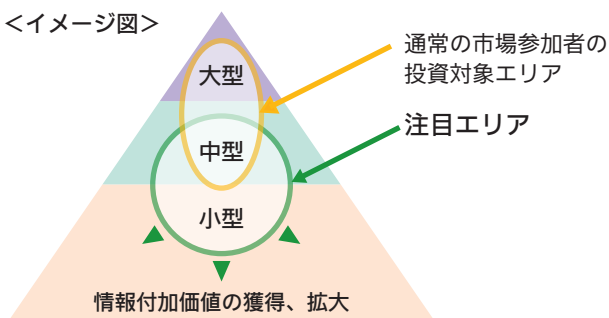 ＜イメージ図＞
通常の市場参加者の
投資対象エリア
大型
注目エリア
中型
小型
情報付加価値の獲得、拡大